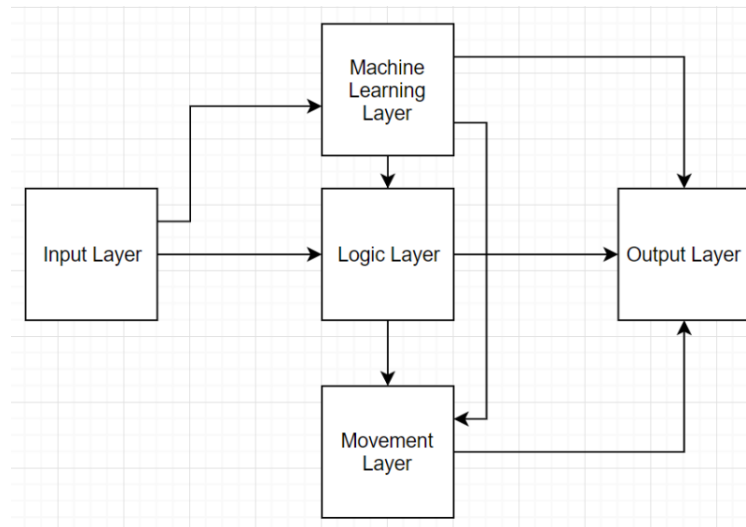 Machine
Learning
Layer
Input Layer
Logic Layer
Output Layer
Movement
Layer